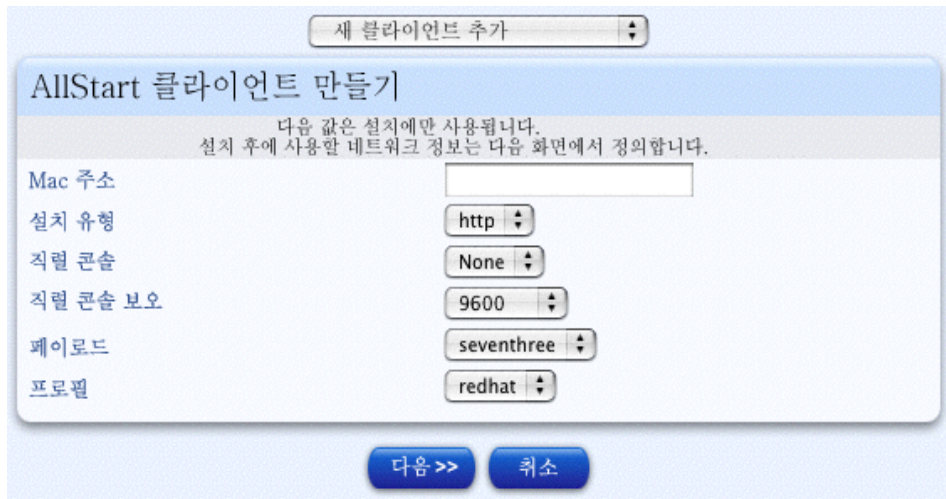 새 클라이언트 추가
AllStart 클라이언트 만들기
다음 값은 설치에만 사용됩니다.
설치 후에 사용할 네트워크 정보는 다음 화면에서 정의합니다.
Mac 주소
설치 유형 http
직렬 콘솔 None
직렬 콘솔 보오 9600
페이로드 seventhree
프로필 redhat
다음 >> 취소